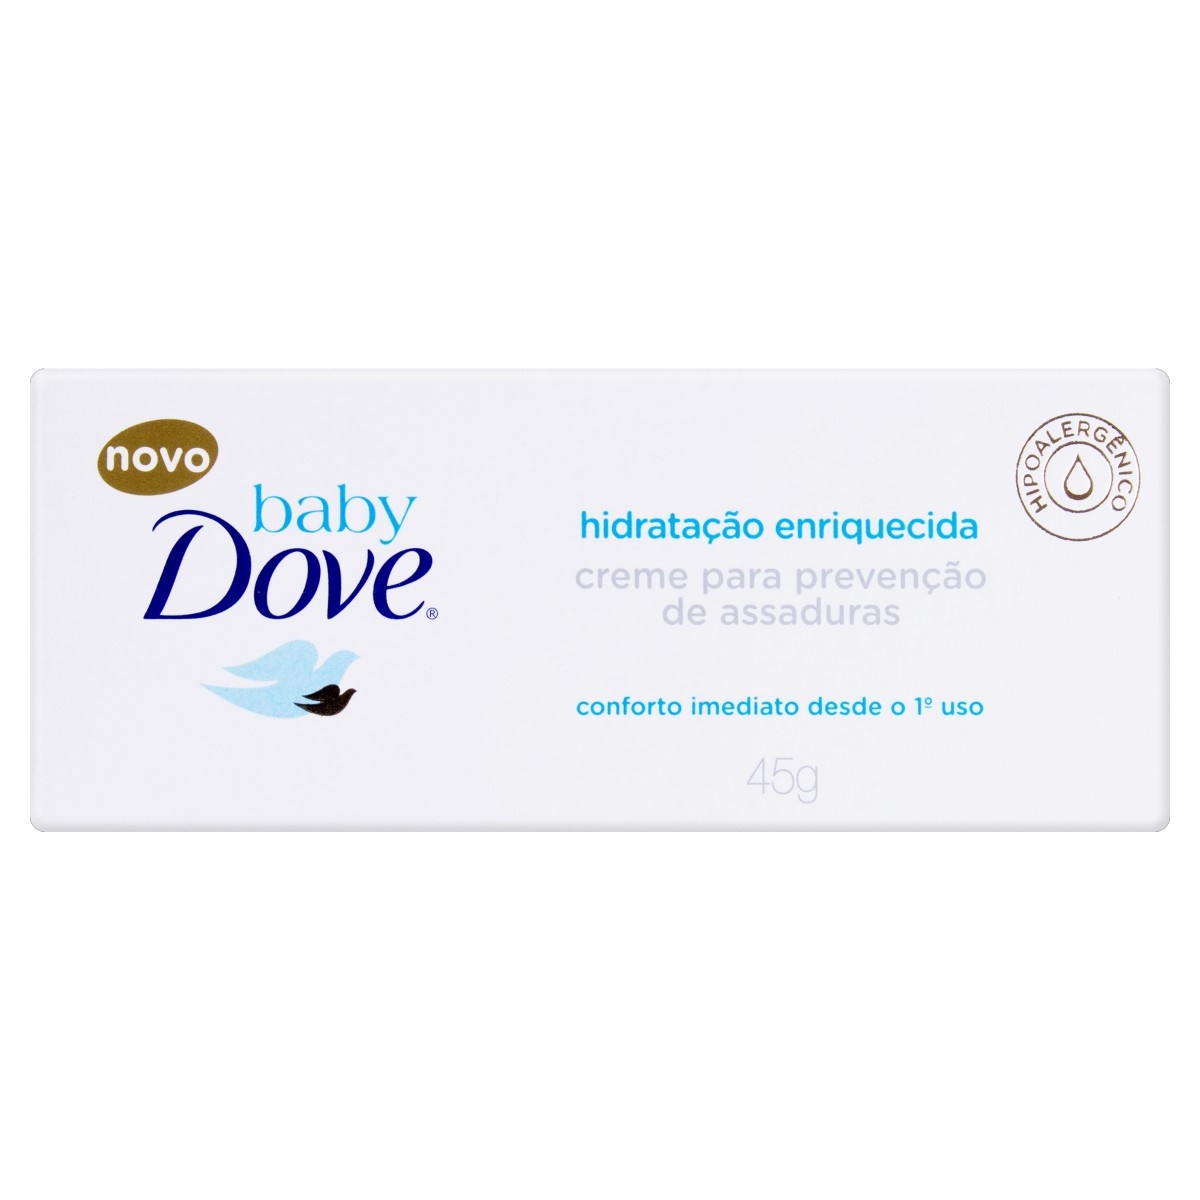 novo
baby
Dove®
HIPOALERGÊNICO
hidratação enriquecida
creme para prevenção
de assaduras
conforto imediato desde o 1º uso
45g